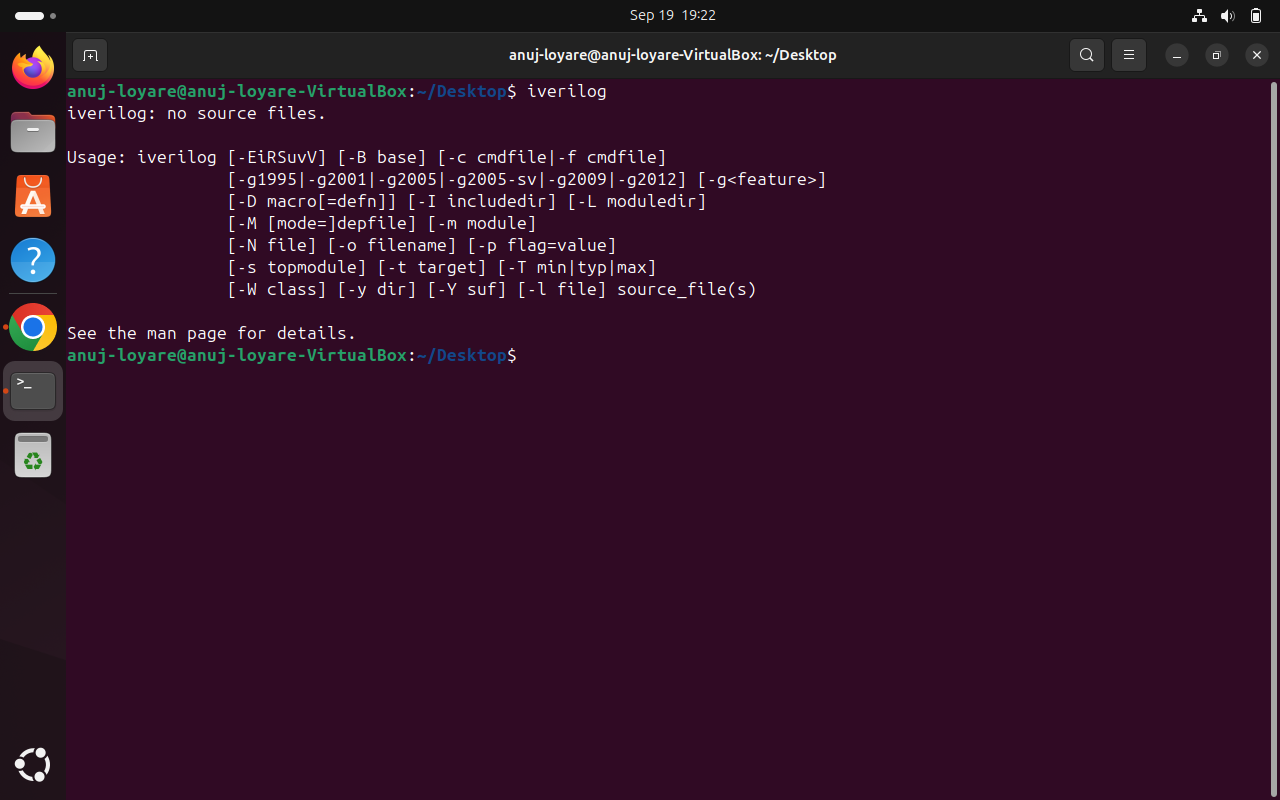 Sep 19 19:22
anuj-loyare@anuj-loyare-VirtualBox: ~/Desktop
anuj-loyare@anuj-loyare-VirtualBox:~/Desktop$ iverilog
iverilog: no source files.
Usage: iverilog [-EiRSuvV] [-B base] [-c cmdfile|-f cmdfile]
[-g1995|-g2001|-g2005|-g2005-sv|-g2009|-g2012] [-g<feature>]
[-D macro[=defn]] [-I includedir] [-L moduledir]
[-M [mode=]depfile] [-m module]
[-N file] [-o filename] [-p flag=value]
[-s topmodule] [-t target] [-T min|typ|max]
[-W class] [-y dir] [-Y suf] [-l file] source_file(s)
See the man page for details.
anuj-loyare@anuj-loyare-VirtualBox:~/Desktop$